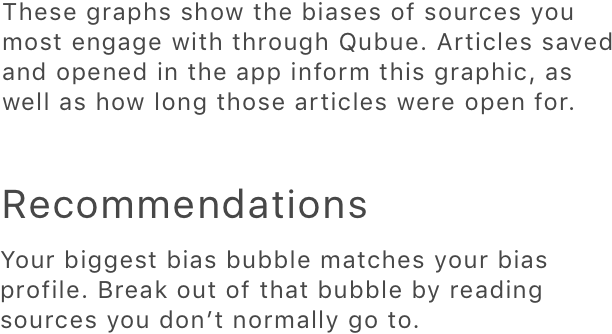 These graphs show the biases of sources you
most engage with through Qubue. Articles saved
and opened in the app inform this graphic, as
well as how long those articles were open for.
Recommendations
Your biggest bias bubble matches your bias
profile. Break out of that bubble by reading
sources you don’t normally go to.